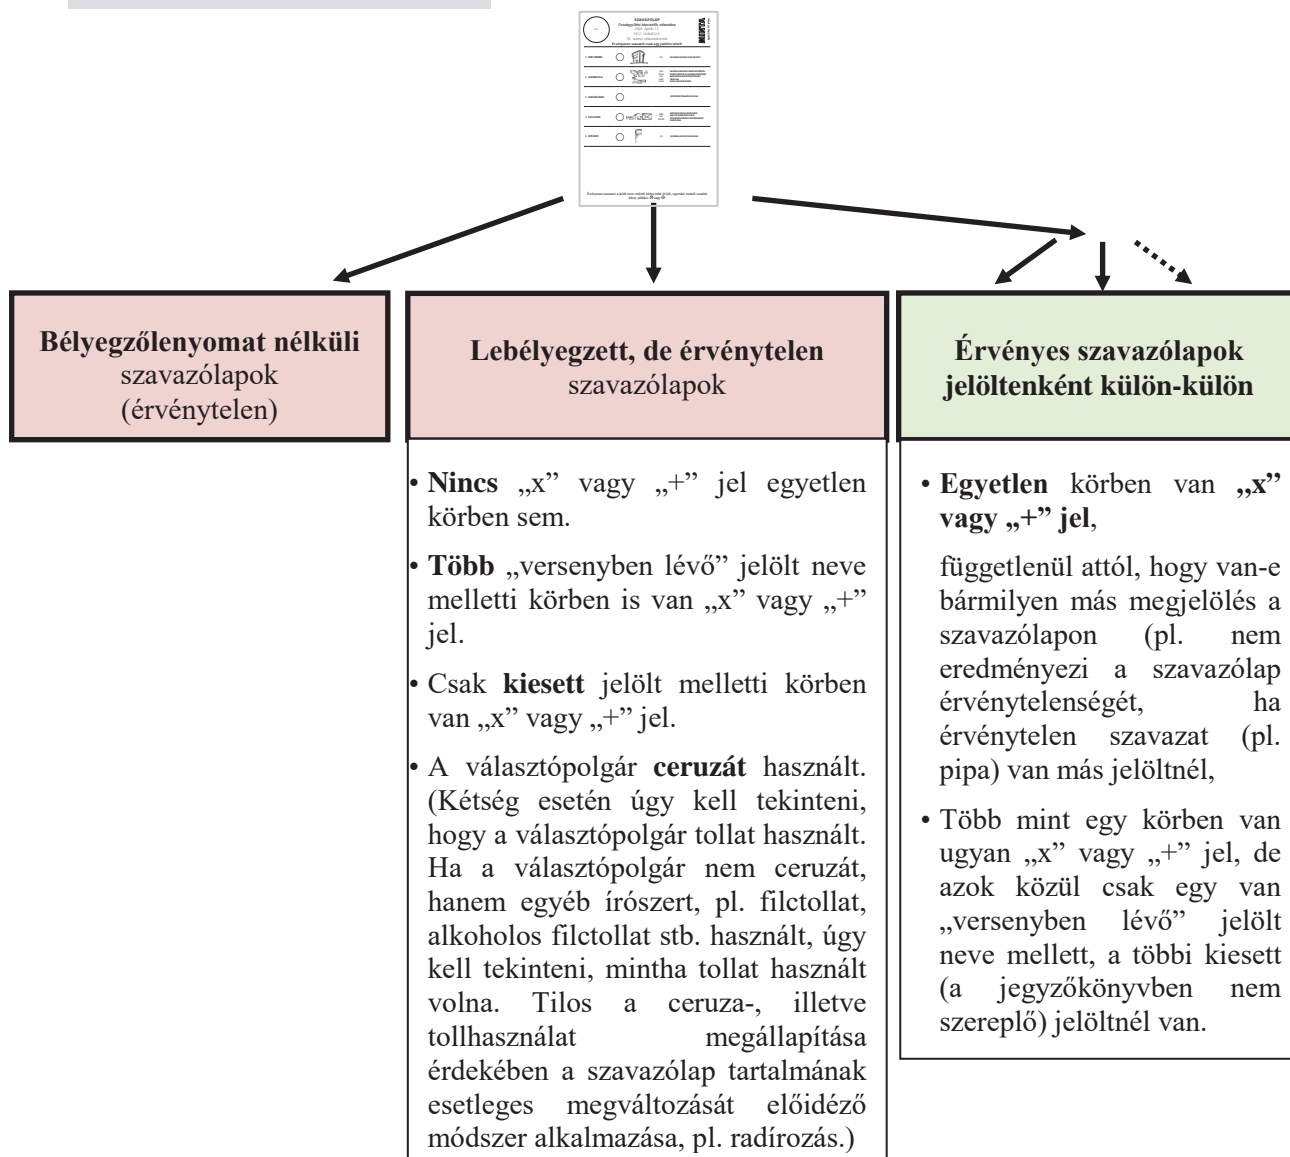 SZAVAZÓLAP
MINTA
Bélyegzőlenyomat nélküli
szavazólapok
(érvénytelen)
Lebélyegzett, de érvénytelen
szavazólapok
Érvényes szavazólapok
jelöltenként külön-külön
• Nincs „x” vagy „+” jel egyetlen
körben sem.
• Több „versenyben lévő” jelölt neve
melletti körben is van „x” vagy „+”
jel.
• Csak kiesett jelölt melletti körben
van „x” vagy „+” jel.
• A választópolgár ceruzát használt.
(Kétség esetén úgy kell tekinteni,
hogy a választópolgár tollat használt.
Ha a választópolgár nem ceruzát,
hanem egyéb írószert, pl. filctollat,
alkoholos filctollat stb. használt, úgy
kell tekinteni, mintha tollat használt
volna. Tilos a ceruza-, illetve
tollhasználat megállapítása
érdekében a szavazólap tartalmának
esetleges megváltozását előidéző
módszer alkalmazása, pl. radírozás.)
• Egyetlen körben van „x”
vagy „+” jel,
függetlenül attól, hogy van-e
bármilyen más megjelölés a
szavazólapon (pl. nem
eredményezi a szavazólap
érvénytelenségét, ha
érvénytelen szavazat (pl.
pipa) van más jelöltnél,
• Több mint egy körben van
ugyan „x” vagy „+” jel, de
azok közül csak egy van
„versenyben lévő” jelölt
neve mellett, a többi kiesett
(a jegyzőkönyvben nem
szereplő) jelöltnél van.